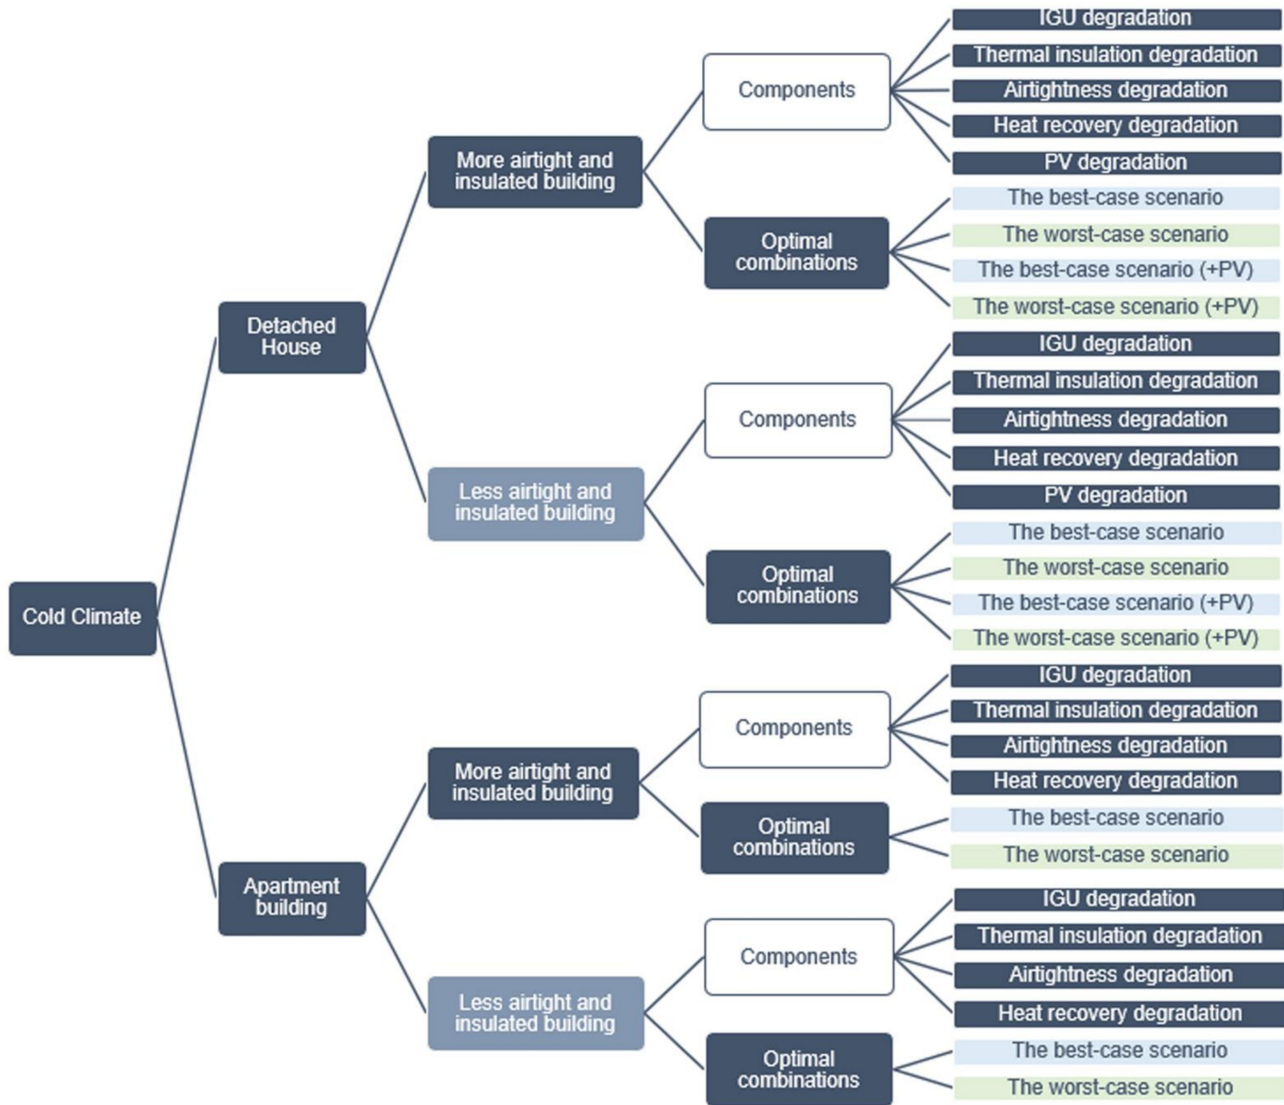 IGU degradation
Thermal insulation degradation
Components
Airtightness degradation
Heat recovery degradation
More airtight and
insulated building
PV degradation
The best-case scenario
Optimal
combinations
The worst-case scenario
The best-case scenario (+PV)
The worst-case scenario (+PV)
Detached
House
IGU degradation
Thermal insulation degradation
Components
Airtightness degradation
Heat recovery degradation
Less airtight and
insulated building
PV degradation
The best-case scenario
Optimal
combinations
The worst-case scenario
The best-case scenario (+PV)
The worst-case scenario (+PV)
Cold Climate
IGU degradation
Thermal insulation degradation
Components
Airtightness degradation
Heat recovery degradation
More airtight and
insulated building
Optimal
combinations
The best-case scenario
The worst-case scenario
Apartment
building
IGU degradation
Thermal insulation degradation
Components
Airtightness degradation
Heat recovery degradation
Less airtight and
insulated building
Optimal
combinations
The best-case scenario
The worst-case scenario